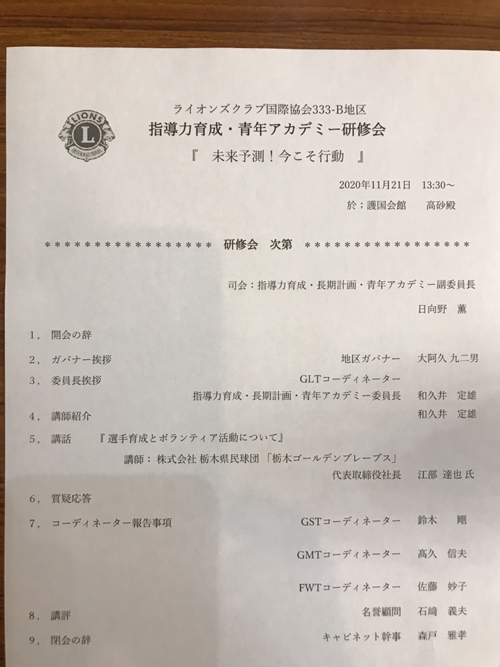 LIONS
L
INTERNATIONAL
ライオンズクラブ国際協会333-B地区
指導力育成・青年アカデミー研修会
『 未来予測!今こそ行動 』
2020年11月21日 13:30~
於;護国会館 高砂殿
****************** 研修会 次第 ******************
司会:指導力育成・長期計画・青年アカデミー副委員長
日向野 薫
1, 開会の辞
2, ガバナー挨拶 地区ガバナー 大阿久 九二男
3, 委員長挨拶 GLTコーディネーター
指導力育成・長期計画・青年アカデミー委員長 和久井 定雄
4, 講師紹介 和久井 定雄
5, 講話 『 選手育成とボランティア活動について』
講師: 株式会社 栃木県民球団 「栃木ゴールデンブレーブス」
代表取締役社長 江部 達也 氏
6, 質疑応答
7, コーディネーター報告事項 GSTコーディネーター 鈴木 剛
GMTコーディネーター 髙久 信夫
FWTコーディネーター 佐藤 妙子
8, 講評 名誉顧問 石﨑 義夫
9, 閉会の辞 キャビネット幹事 森戸 雅孝